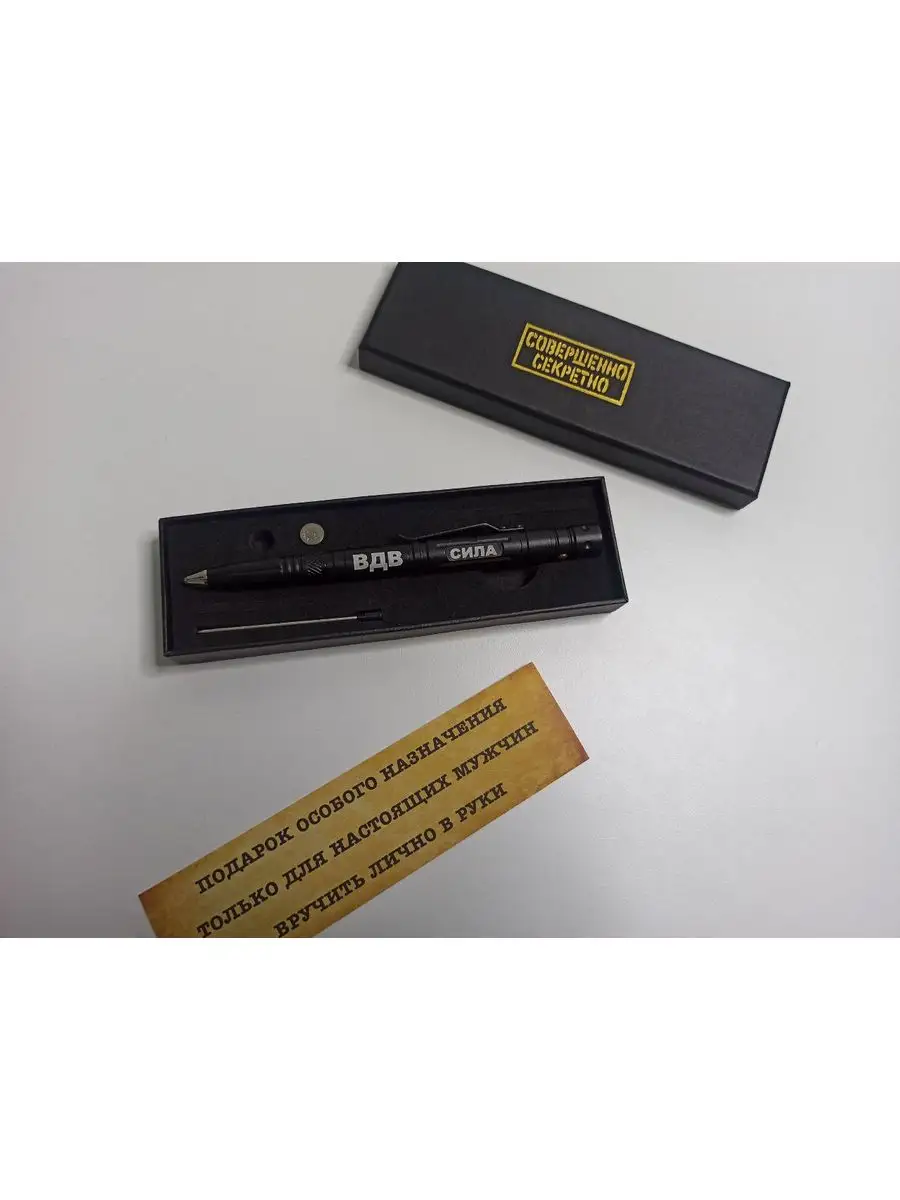 СОВЕРШЕННО
СЕКРЕТНО
ВДВ
СИЛА
ПОДАРОК ОСОБОГО НАЗНАЧЕНИЯ
ТОЛЬКО ДЛЯ НАСТОЯЩИХ МУЖЧИН
ВРУЧИТЬ ЛИЧНО В РУКИ